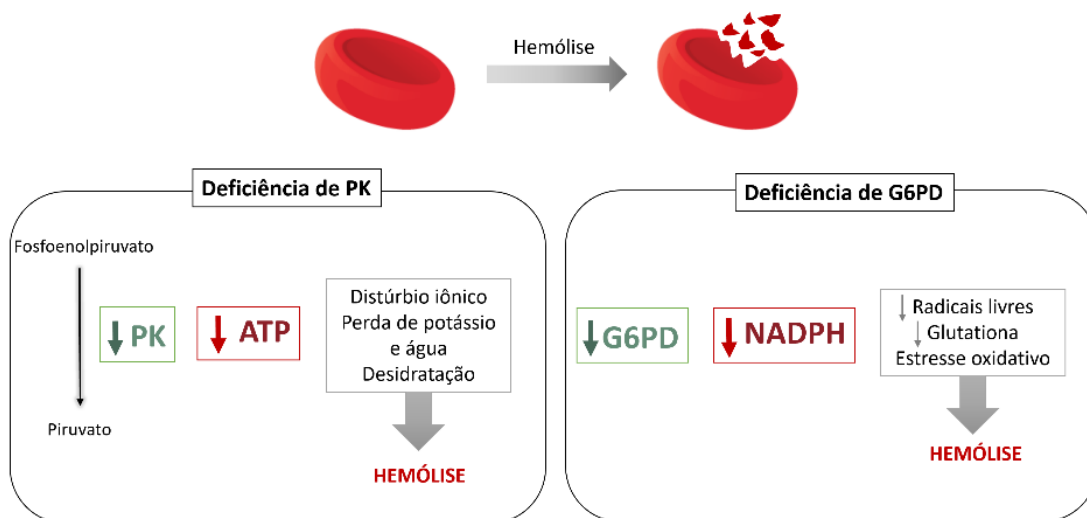 Hemólise
Deficiência de PK
Fosfoenolpiruvato
↓ PK
↓ ATP
Distúrbio iônico
Perda de potássio
e água
Desidratação
Piruvato
HEMÓLISE
Deficiência de G6PD
↓ G6PD
↓ NADPH
↓ Radicais livres
↓ Glutationa
Estresse oxidativo
HEMÓLISE